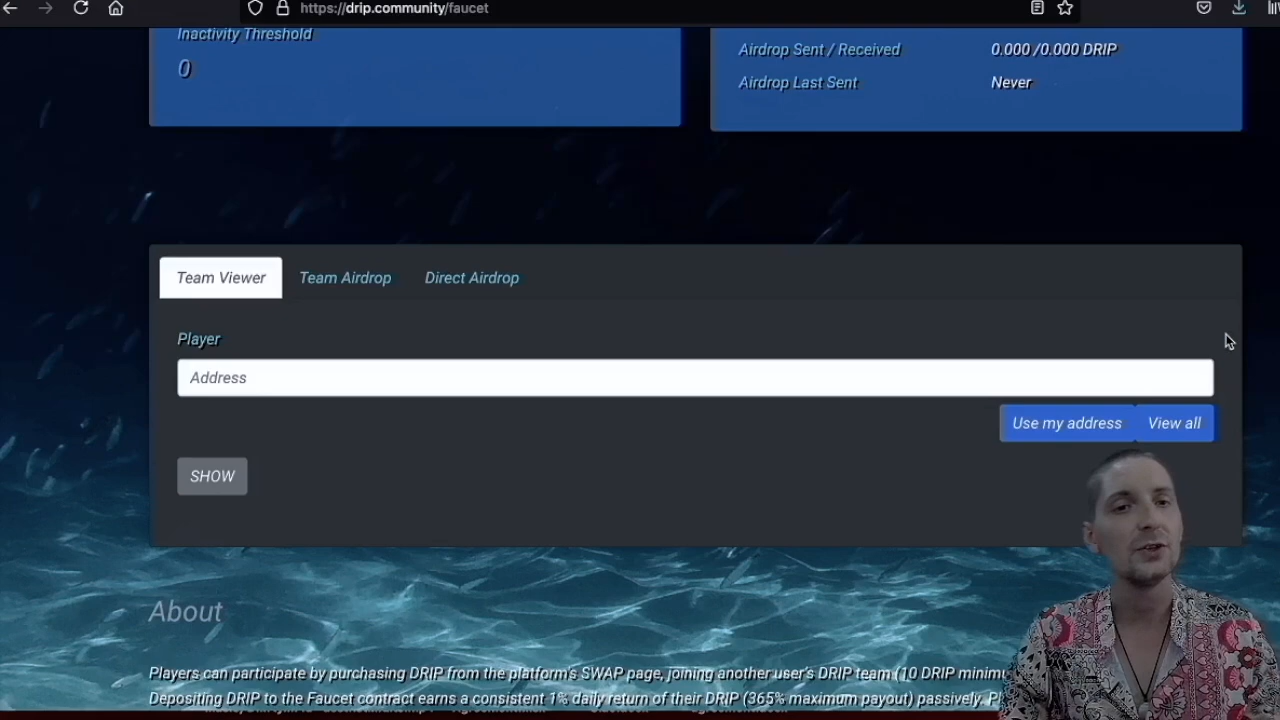 https://drip.community/faucet
Inactivity Threshold
0
Airdrop Sent / Received 0.000 /0.000 DRIP
Airdrop Last Sent Never
Team Viewer Team Airdrop Direct Airdrop
Player
Address
Use my address View all
SHOW
About
Players can participate by purchasing DRIP from the platform's SWAP page, joining another user's DRIP team (10 DRIP
Depositing DRIP to the Faucet contract earns a consistent 1% daily return of their DRIP (365% maximum payout) passively.